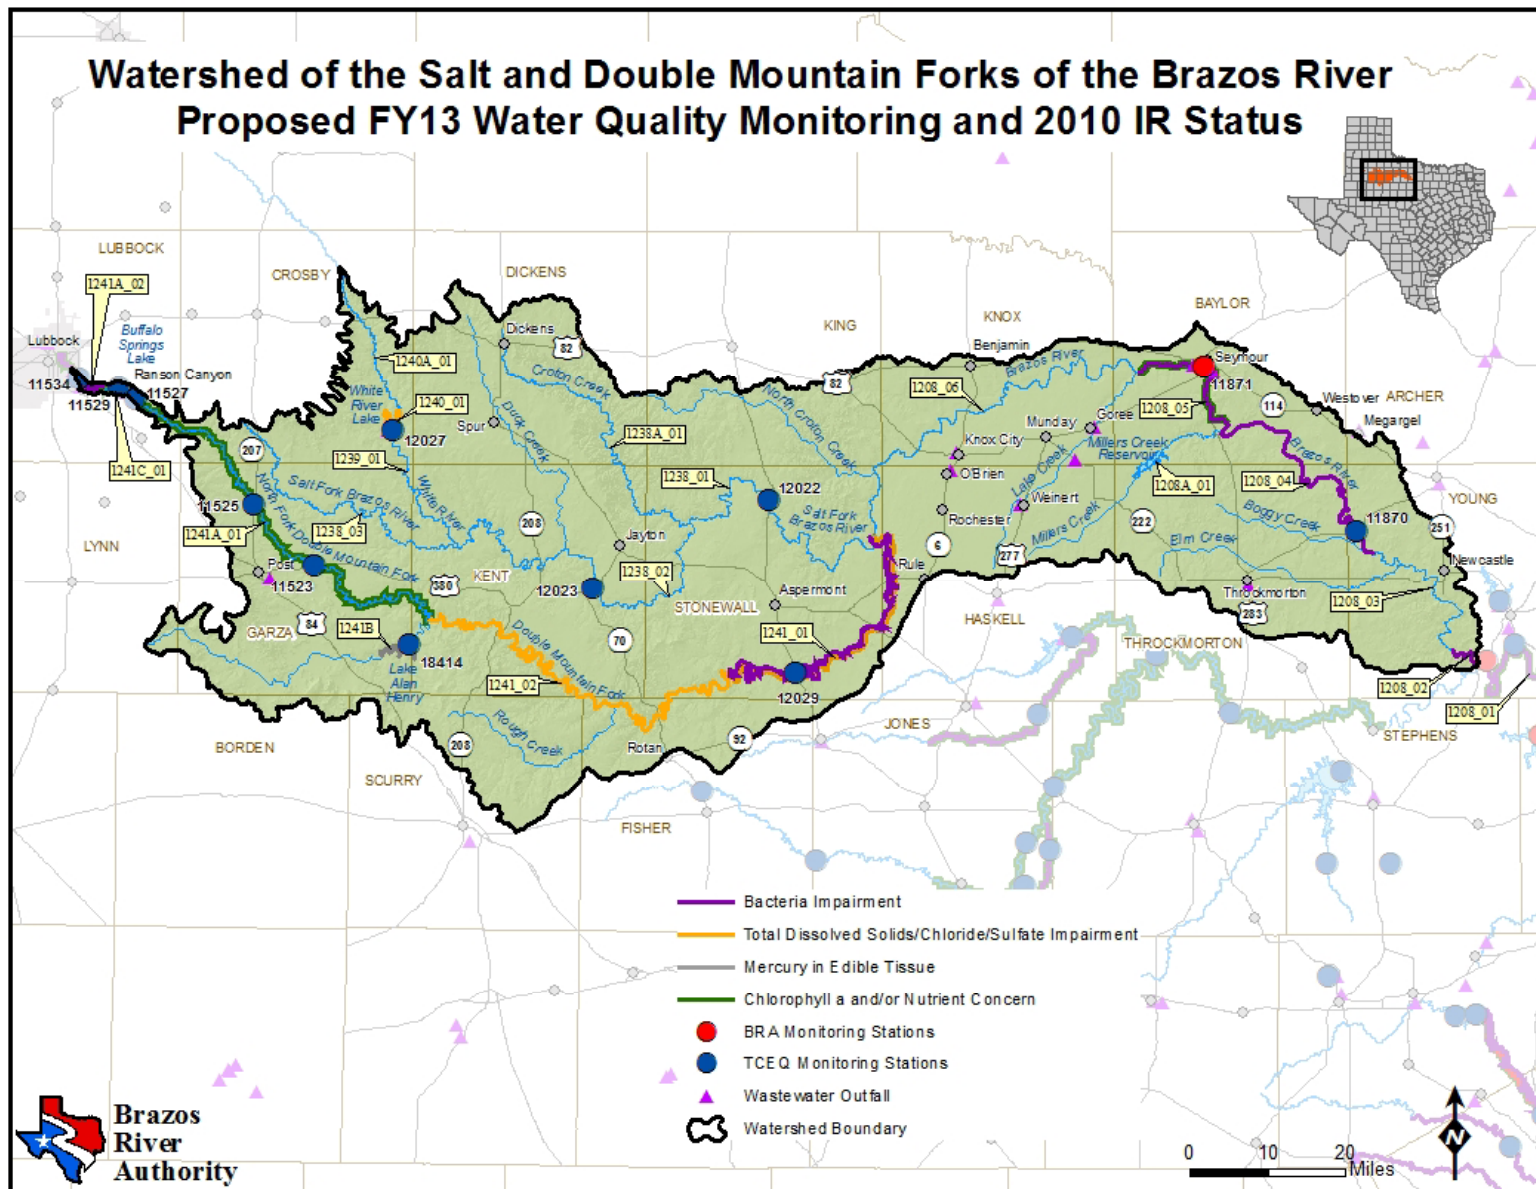 Watershed of the Salt and Double Mountain Forks of the Brazos River
Proposed FY13 Water Quality Monitoring and 2010 IR Status
LUBBOCK
CROSBY
DICKENS
KING
KNOX
BAYLOR
ARCHER
YOUNG
LYNN
GARZA
KENT
STONEWALL
HASKELL
THROCKMORTON
BORDEN
SCURRY
FISHER
JONES
STEPHENS
1241A_02
Buffalo
Springs
Lake
Lubbock
Ranson Canyon
11534
11529
11527
1241C_01
207
11525
1241A_01
North Fork Double Mountain Fork
Salt Fork Brazos River
1238_03
Post
11523
84
1241B
18414
Lake
Alan
Henry
380
1240A_01
White
River
Lake
1240_01
12027
1239_01
White River
Spur
Dickens
82
Croton Creek
Duck Creek
1238A_01
208
Jayton
12023
1238_02
70
1238_01
12022
North Croton Creek
Salt Fork
Brazos River
Aspermont
1241_01
12029
Double Mountain Fork
1241_02
Rough Creek
208
Rotan
92
82
Benjamin
Brazos River
1208_06
Knox City
O'Brien
Rochester
6
Rule
Munday
Goree
Lake Creek
Weinert
277
Millers Creek
Millers Creek
Reservoir
1208A_01
222
Seymour
11871
1208_05
114
Westover
Megargel
Brazos River
1208_04
Boggy Creek
Elm Creek
11870
251
Newcastle
Throckmorton
283
1208_03
1208_02
1208_01
Bacteria Impairment
Total Dissolved Solids/Chloride/Sulfate Impairment
Mercury in Edible Tissue
Chlorophyll a and/or Nutrient Concern
BRA Monitoring Stations
TCEQ Monitoring Stations
Wastewater Outfall
Watershed Boundary
Brazos
River
Authority
N
0 10 20
Miles